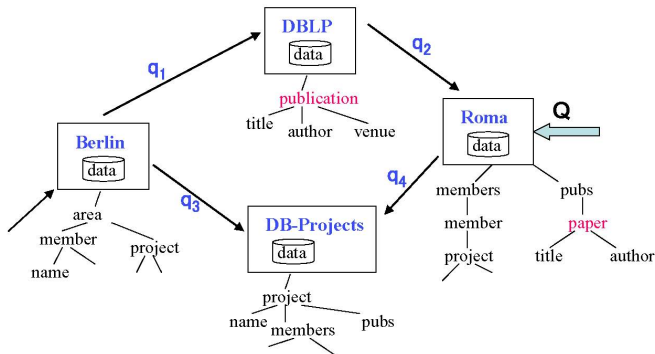 DBLP
data
q1
q2
publication
title author venue
Roma
data
Q
Berlin
data
members pubs
q4
q3
area
member project
name
DB-Projects
data
member paper
project title author
project
name members pubs